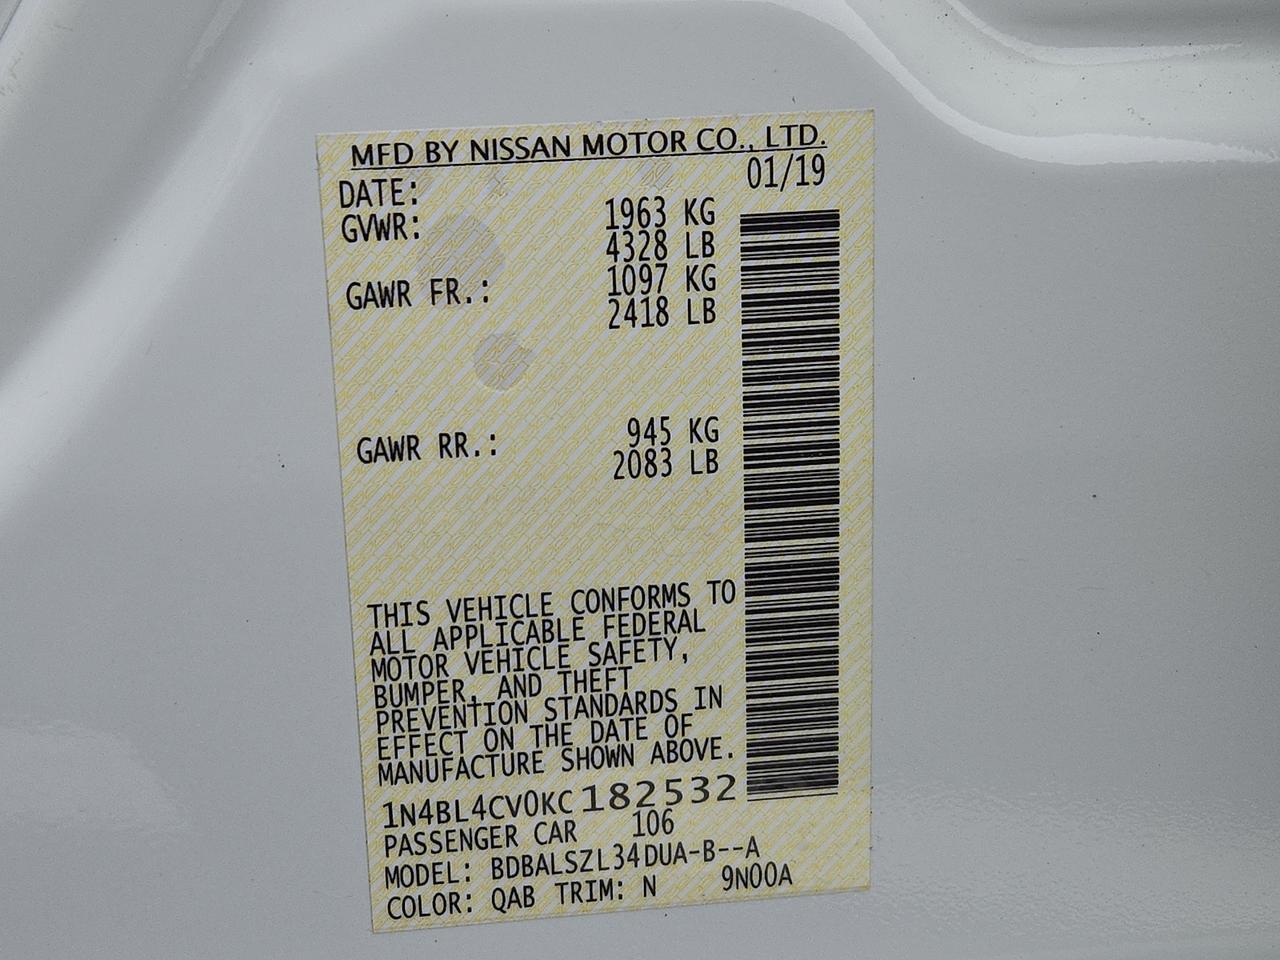 MFD BY NISSAN MOTOR CO., LTD.
DATE: 01/19
GVWR: 1963 KG
4328 LB
GAWR FR.: 1097 KG
2418 LB
GAWR RR.: 945 KG
2083 LB
THIS VEHICLE CONFORMS TO
ALL APPLICABLE FEDERAL
MOTOR VEHICLE SAFETY,
BUMPER, AND THEFT
PREVENTION STANDARDS IN
EFFECT ON THE DATE OF
MANUFACTURE SHOWN ABOVE.
1N4BL4CV0KC182532
PASSENGER CAR 106
MODEL: BDBALSZL34DUA-B--A
COLOR: QAB TRIM: N 9N00A